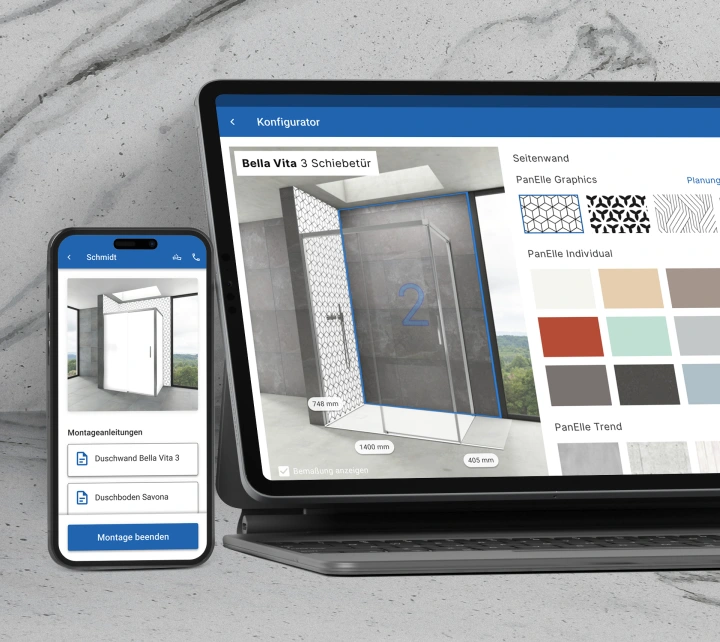 Konfigurator
Bella Vita 3 Schiebetür
Seitenwand
PanElle Graphics
Planung
PanElle Individual
2
748 mm
1400 mm
405 mm
Bemaßung anzeigen
PanElle Trend
Schmidt
Montageanleitungen
Duschwand Bella Vita 3
Duschboden Savona
Montage beenden